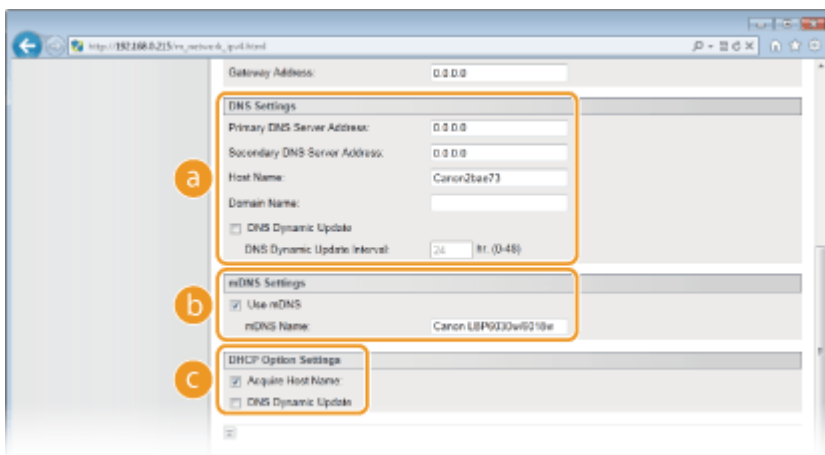 http://192.168.0.215/m_network_ipv4.html
Gateway Address: 0.0.0.0
DNS Settings
Primary DNS Server Address: 0.0.0.0
Secondary DNS Server Address: 0.0.0.0
a
Host Name: Canon2bae73
Domain Name:
DNS Dynamic Update
DNS Dynamic Update Interval: 24 hr. (0-48)
mDNS Settings
b
Use mDNS
mDNS Name: Canon LBP6030w/6018w
DHCP Option Settings
c
Acquire Host Name:
DNS Dynamic Update